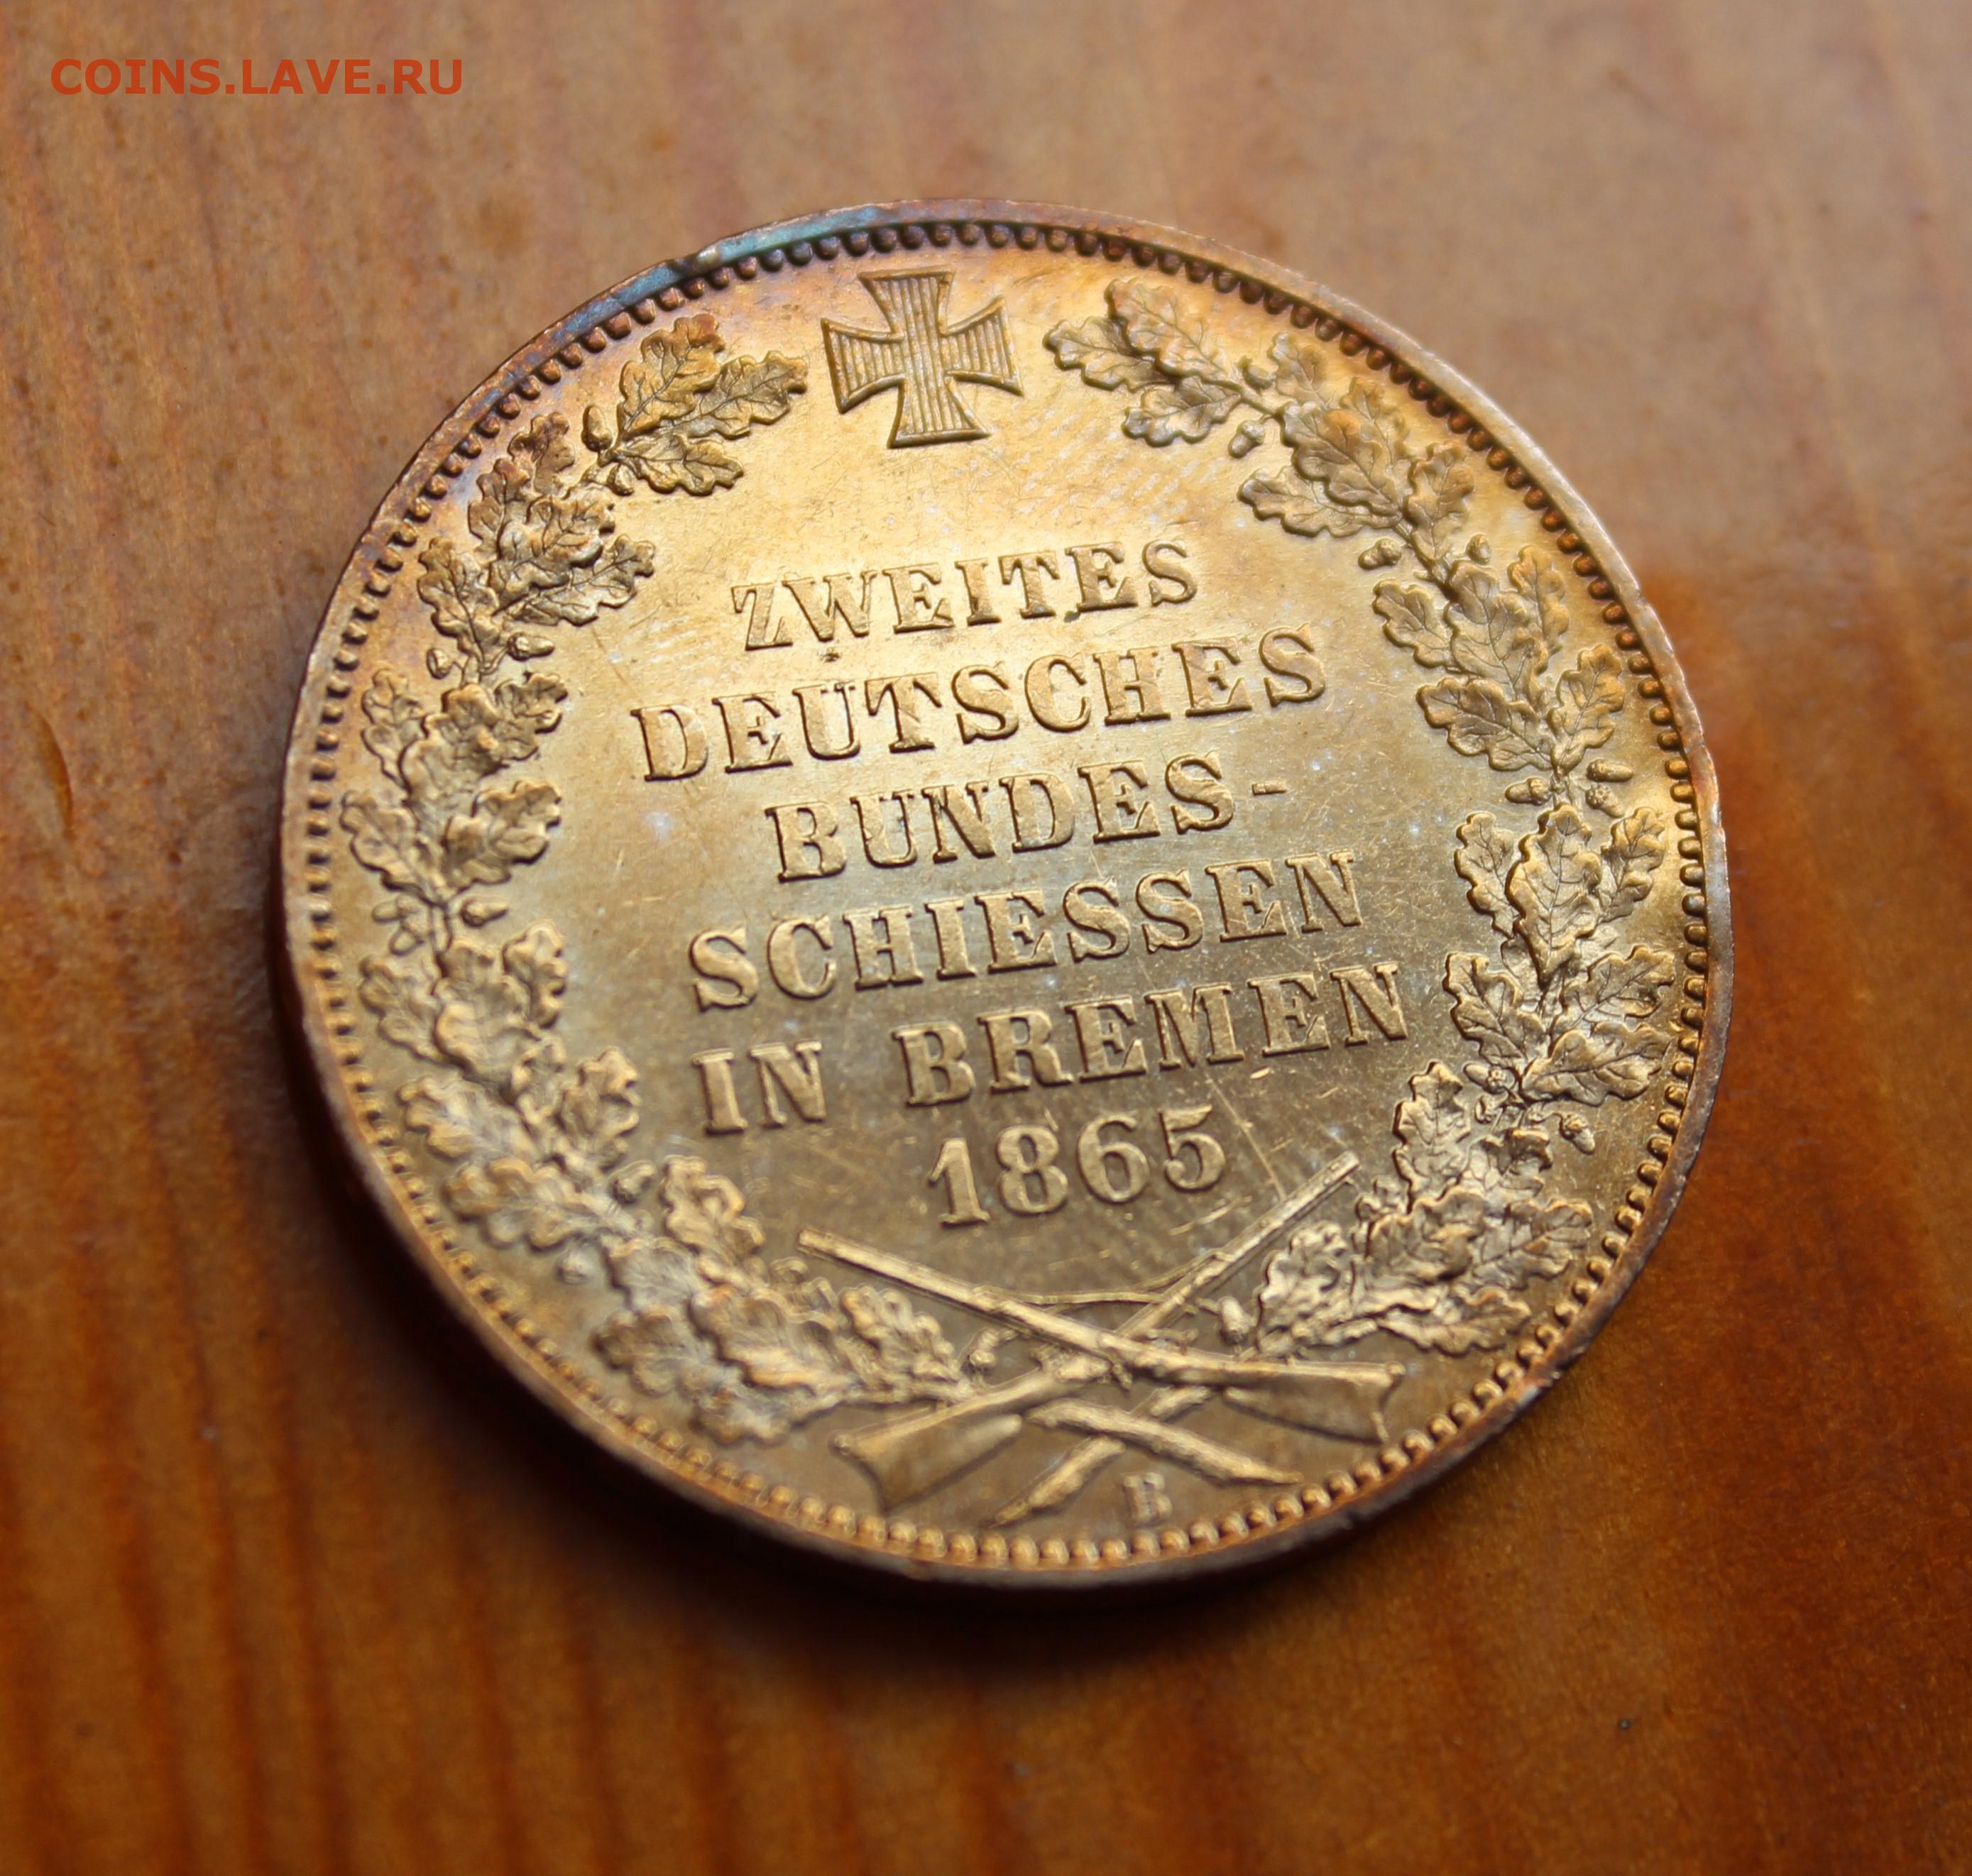 COINS.LAVE.RU
ZWEITES
DEUTSCHES
BUNDES-
SCHIESSEN
IN BREMEN
1865
B